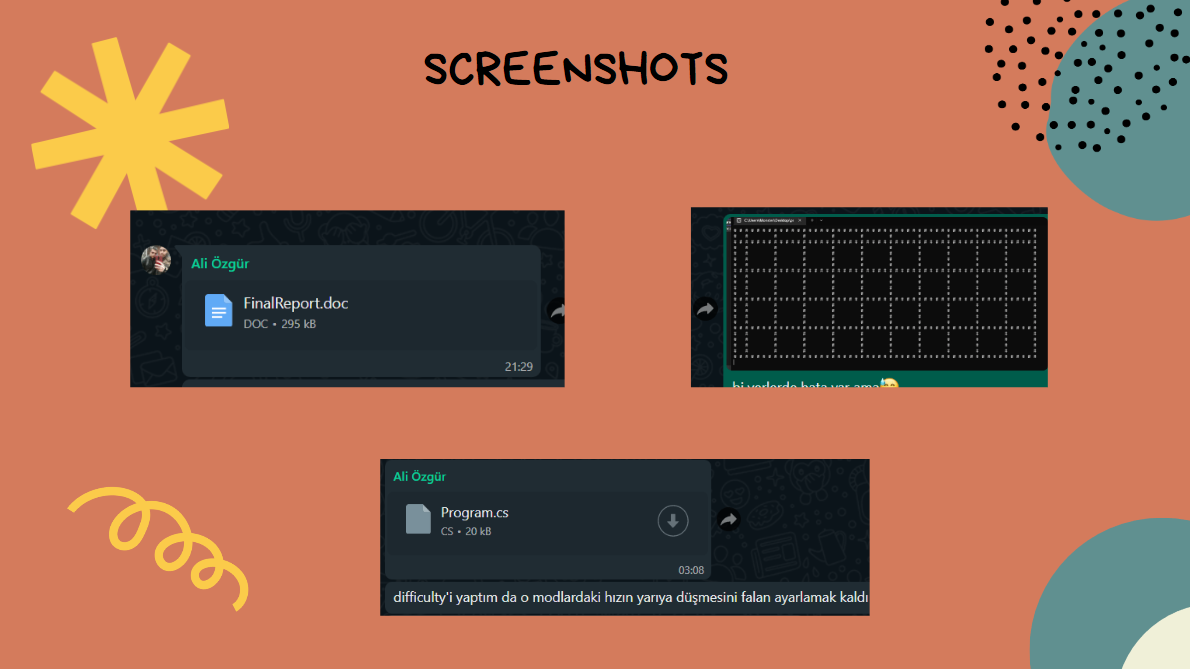 SCREENSHOTS
Ali Özgür
FinalReport.doc
DOC • 295 kB
21:29
bi yerlerde hata var ama😅
Ali Özgür
Program.cs
CS • 20 kB
03:08
difficulty'i yaptım da o modlardaki hızın yarıya düşmesini falan ayarlamak kaldı